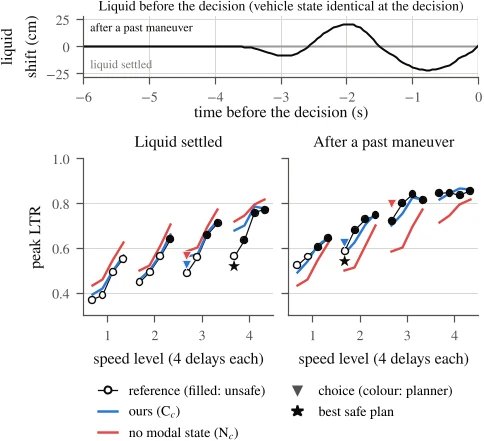 Liquid before the decision (vehicle state identical at the decision)
liquid
shift (cm)
25
0
−25
after a past maneuver
liquid settled
−6 −5 −4 −3 −2 −1 0
time before the decision (s)
Liquid settled After a past maneuver
peak LTR
1.0
0.8
0.6
0.4
1 2 3 4 1 2 3 4
speed level (4 delays each) speed level (4 delays each)
reference (filled: unsafe) choice (colour: planner)
ours (Cc) best safe plan
no modal state (Nc)